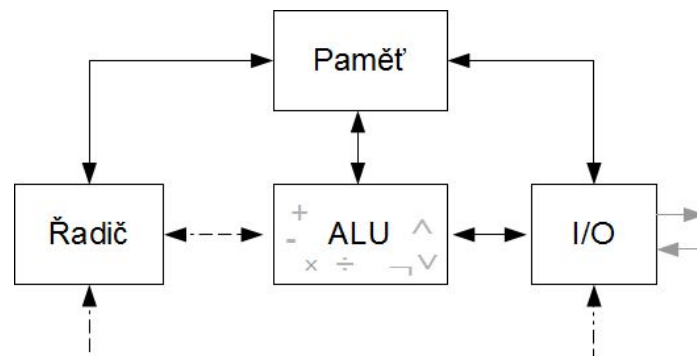 Paměť
Řadič
+
-
× ÷
ALU
^
¬ ˅
I/O